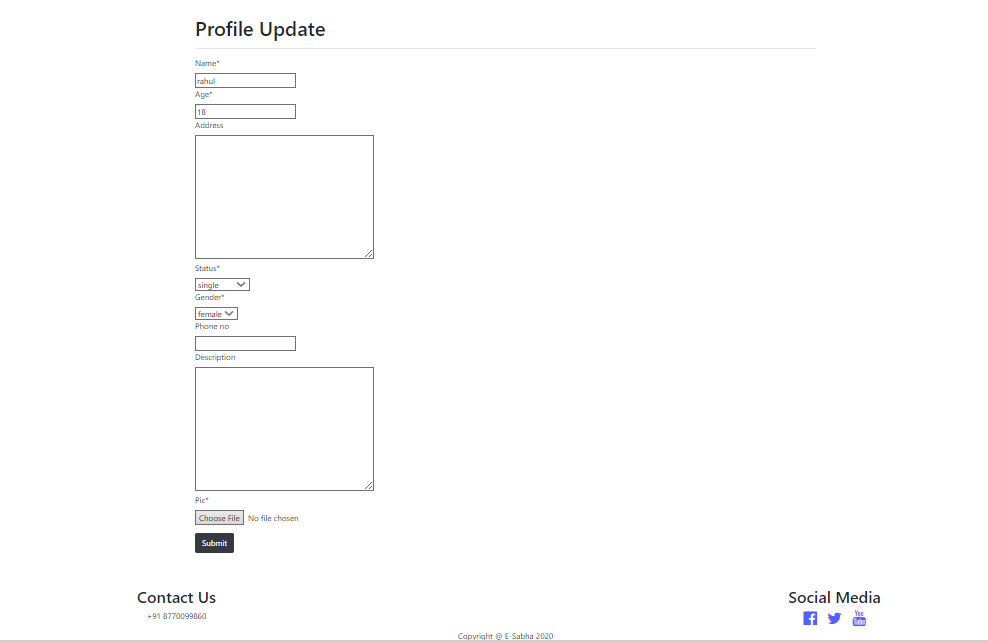 Profile Update
Name*
rahul
Age*
18
Address
Status*
single
Gender*
female
Phone no
Description
Pic*
Choose File No file chosen
Submit
Contact Us
+91 8770099860
Social Media
You Tube
Copyright @ E-Sabha 2020